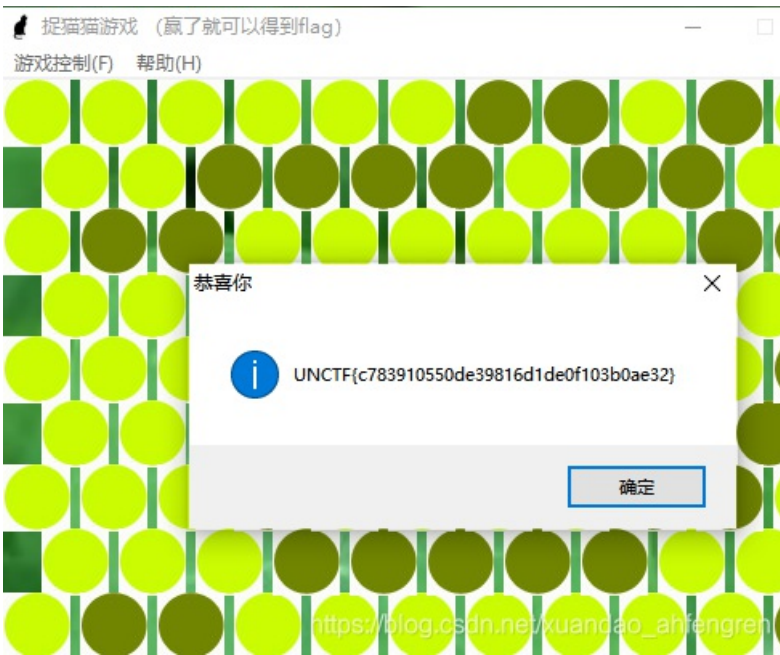 捉猫猫游戏 （赢了就可以得到flag）
游戏控制(F) 帮助(H)
恭喜你
UNCTF{c783910550de39816d1de0f103b0ae32}
确定
https://blog.csdn.net/xuandao_ahfengren